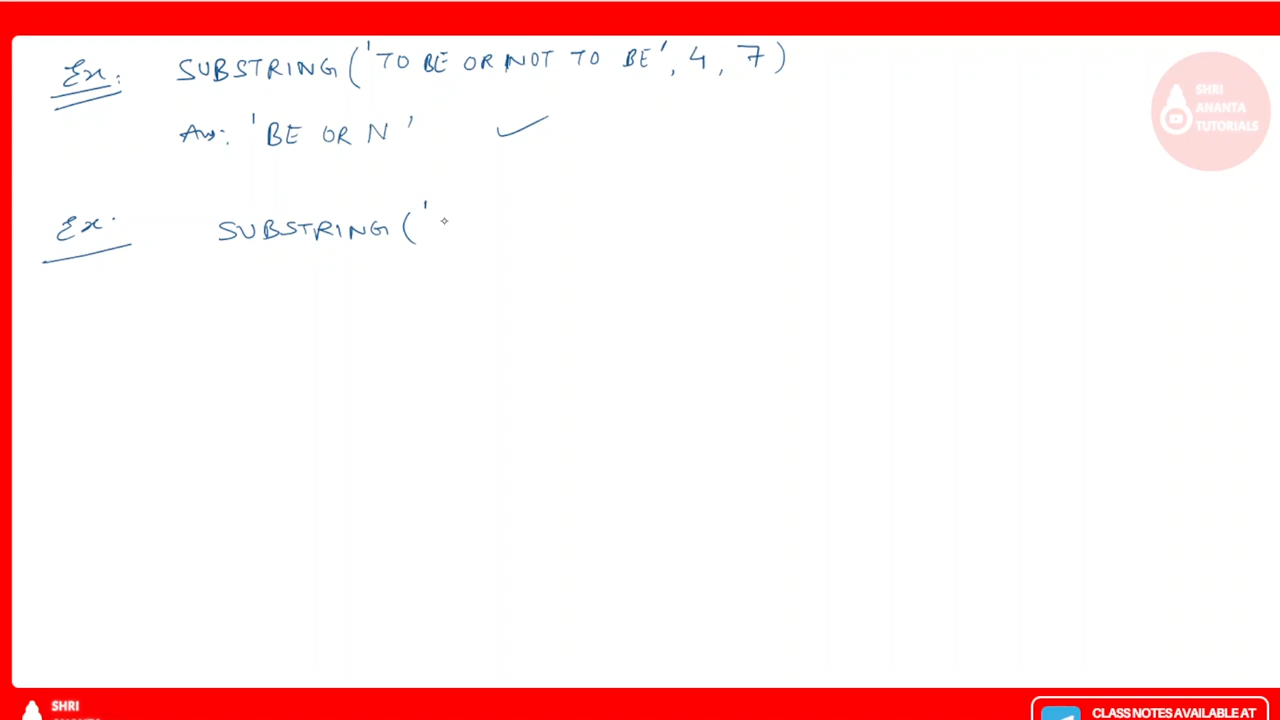 Ex: SUBSTRING('TO BE OR NOT TO BE', 4, 7)
SHRI
ANANTA
TUTORIALS
Ans: 'BE OR N'
Ex: SUBSTRING('
SHRI
CLASS NOTES AVAILABLE AT